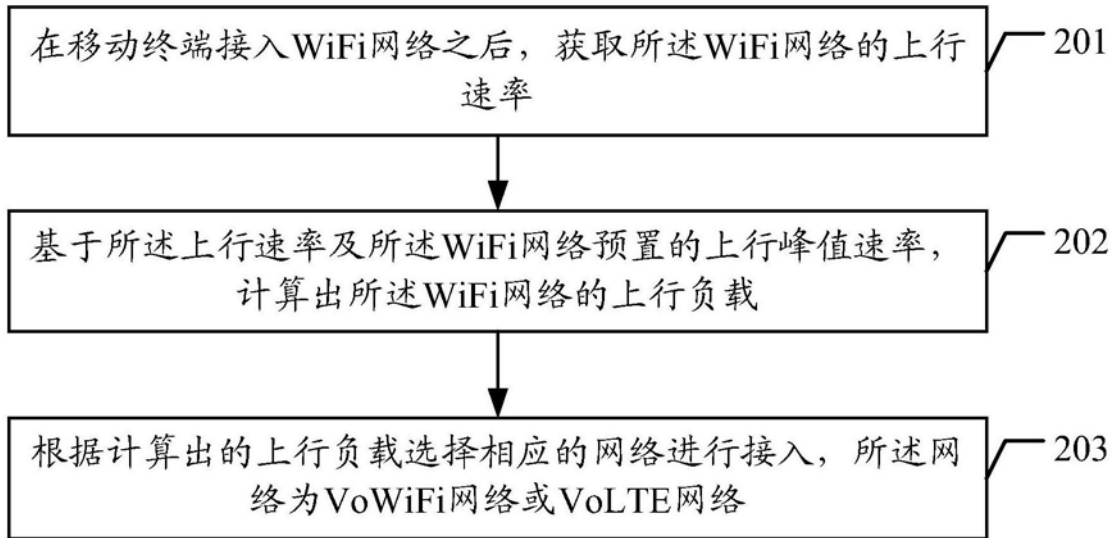 在移动终端接入WiFi网络之后，获取所述WiFi网络的上行
速率
201
基于所述上行速率及所述WiFi网络预置的上行峰值速率，
计算出所述WiFi网络的上行负载
202
根据计算出的上行负载选择相应的网络进行接入，所述网
络为VoWiFi网络或VoLTE网络
203